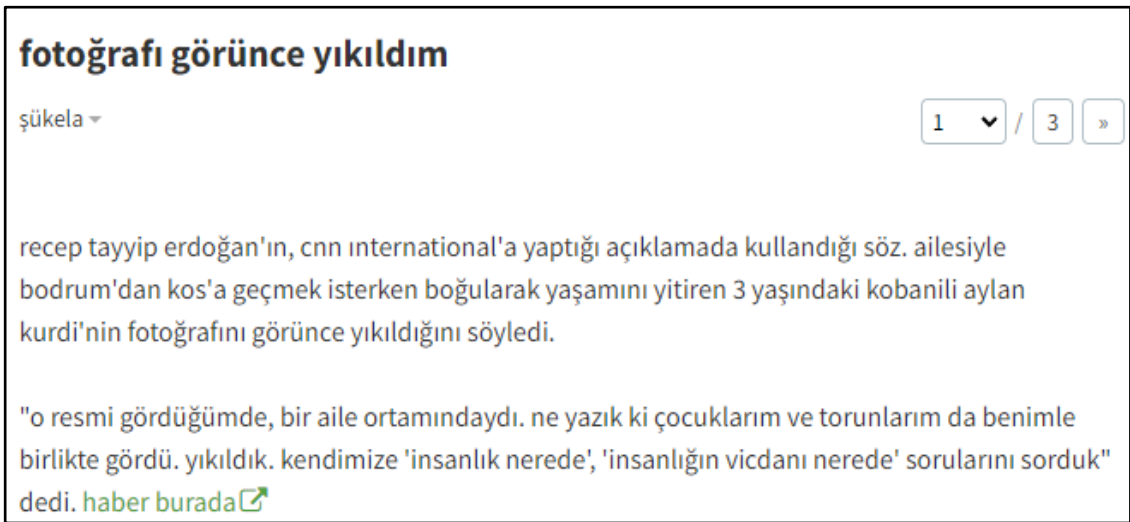 fotoğrafı görünce yıkıldım
şükela
1 / 3 »
recep tayyip erdoğan'ın, cnn ınternational'a yaptığı açıklamada kullandığı söz. ailesiyle
bodrum'dan kos'a geçmek isterken boğularak yaşamını yitiren 3 yaşındaki kobanili aylan
kurdi'nin fotoğrafını görünce yıkıldığını söyledi.
"o resmi gördüğümde, bir aile ortamındaydı. ne yazık ki çocuklarım ve torunlarım da benimle
birlikte gördü. yıkıldık. kendimize 'insanlık nerede', 'insanlığın vicdanı nerede' sorularını sorduk"
dedi. haber burada